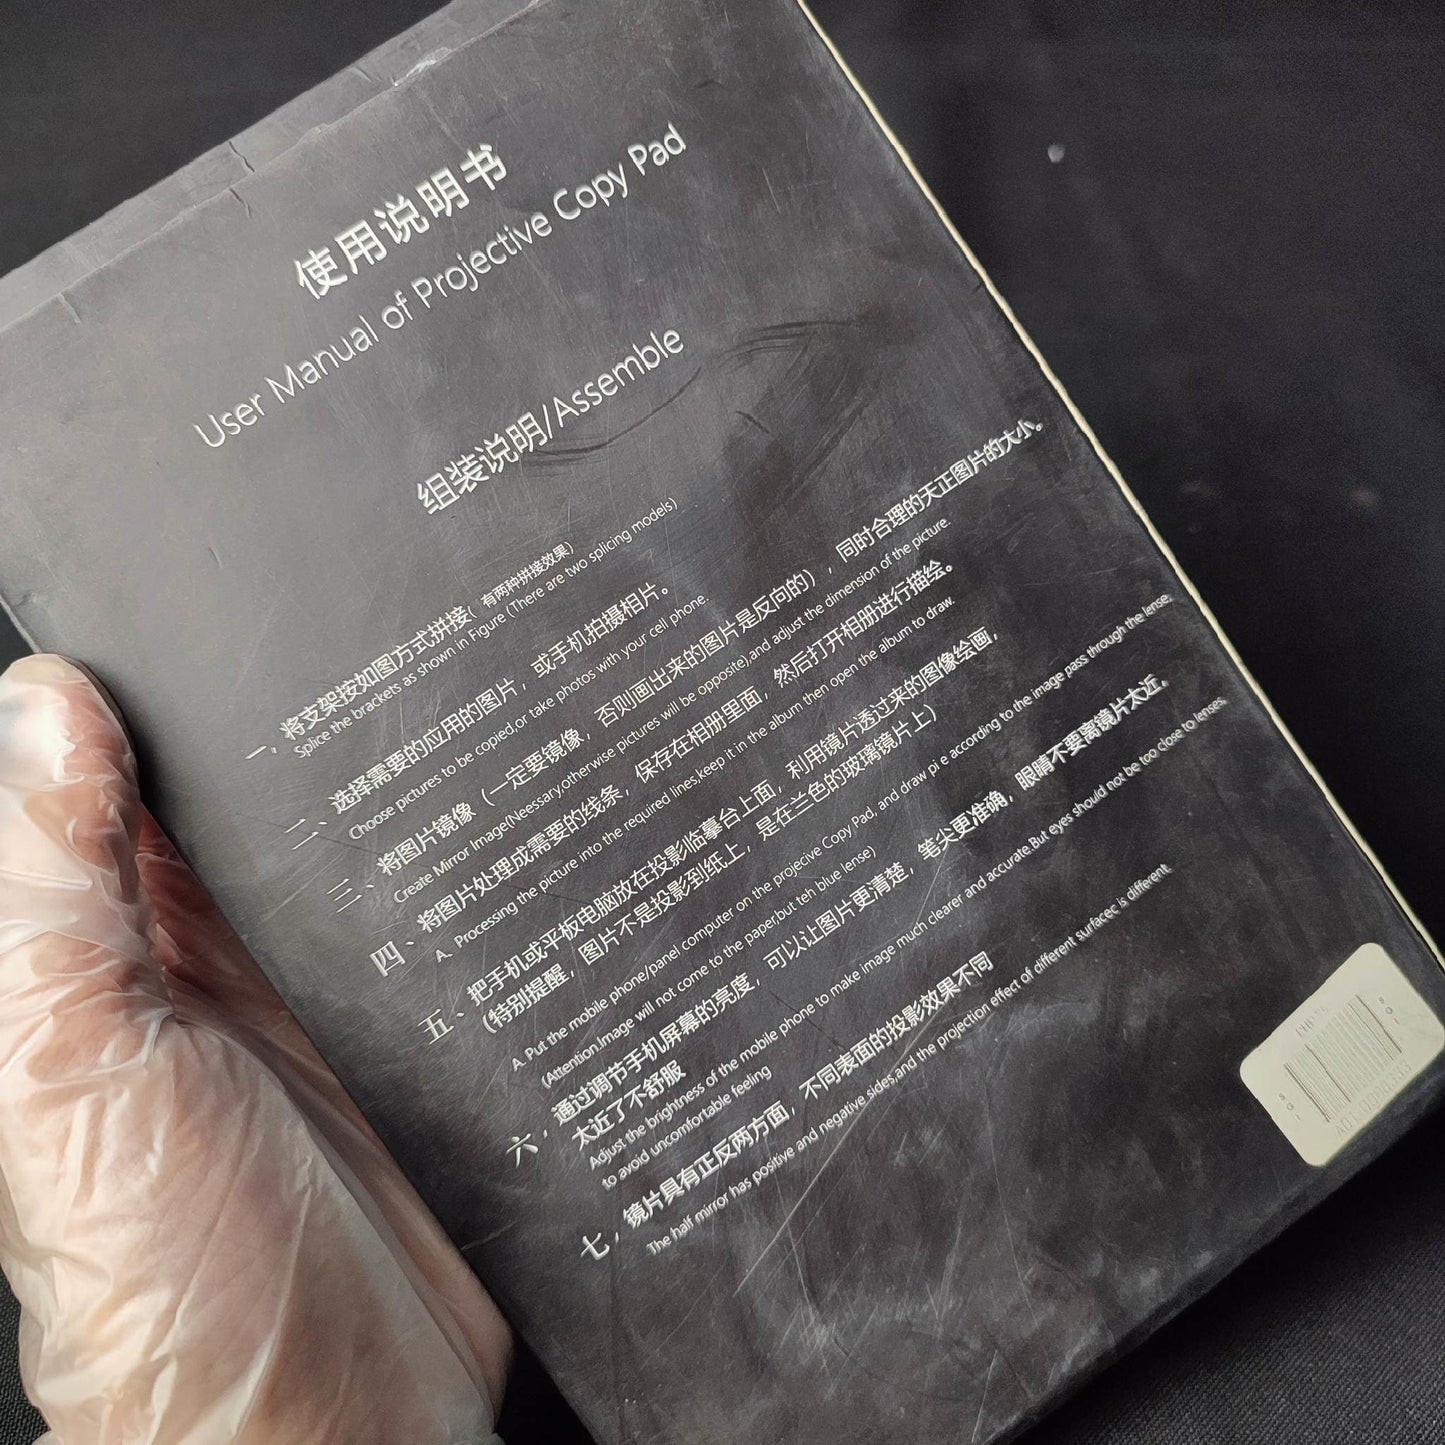 使用说明书
User Manual of Projective Copy Pad
组装说明/Assemble
一，将支架按如图方式拼接（有两种拼接效果）
Splice the brackets as shown in Figure (There are two splicing models)
二、选择需要的应用的图片，或手机拍摄相片。
Choose pictures to be copied,or take photos with your cell phone.
三、将图片镜像（一定要镜像，否则画出来的图片是反向的），同时合理的天正图片的大小。
Create Mirror Image(Neessary,otherwise pictures will be opposite),and adjust the dimension of the picture.
四、将图片处理成需要的线条，保存在相册里面，然后打开相册进行描绘。
A. Processing the picture into the required lines,keep it in the album then open the album to draw.
五、把手机或平板电脑放在投影临摹台上面，利用镜片透过来的图像绘画，
(特别提醒，图片不是投影到纸上，是在兰色的玻璃镜片上）
A. Put the mobile phone/panel computer on the projecive Copy Pad, and draw pi e according to the image pass through the lense.
(Attention.Image will not come to the paper.but teh blue lense)
六，通过调节手机屏幕的亮度，可以让图片更清楚，笔尖更准确，眼睛不要离镜片太近，
太近了不舒服
Adjust the brightness of the mobile phone to make image much clearer and accurate.But eyes should not be too close to lenses.
to avoid uncomfortable feeling
七，镜片具有正反两方面，不同表面的投影效果不同
The half mirror has positive and negative sides,and the projection effect of different surfacec is different